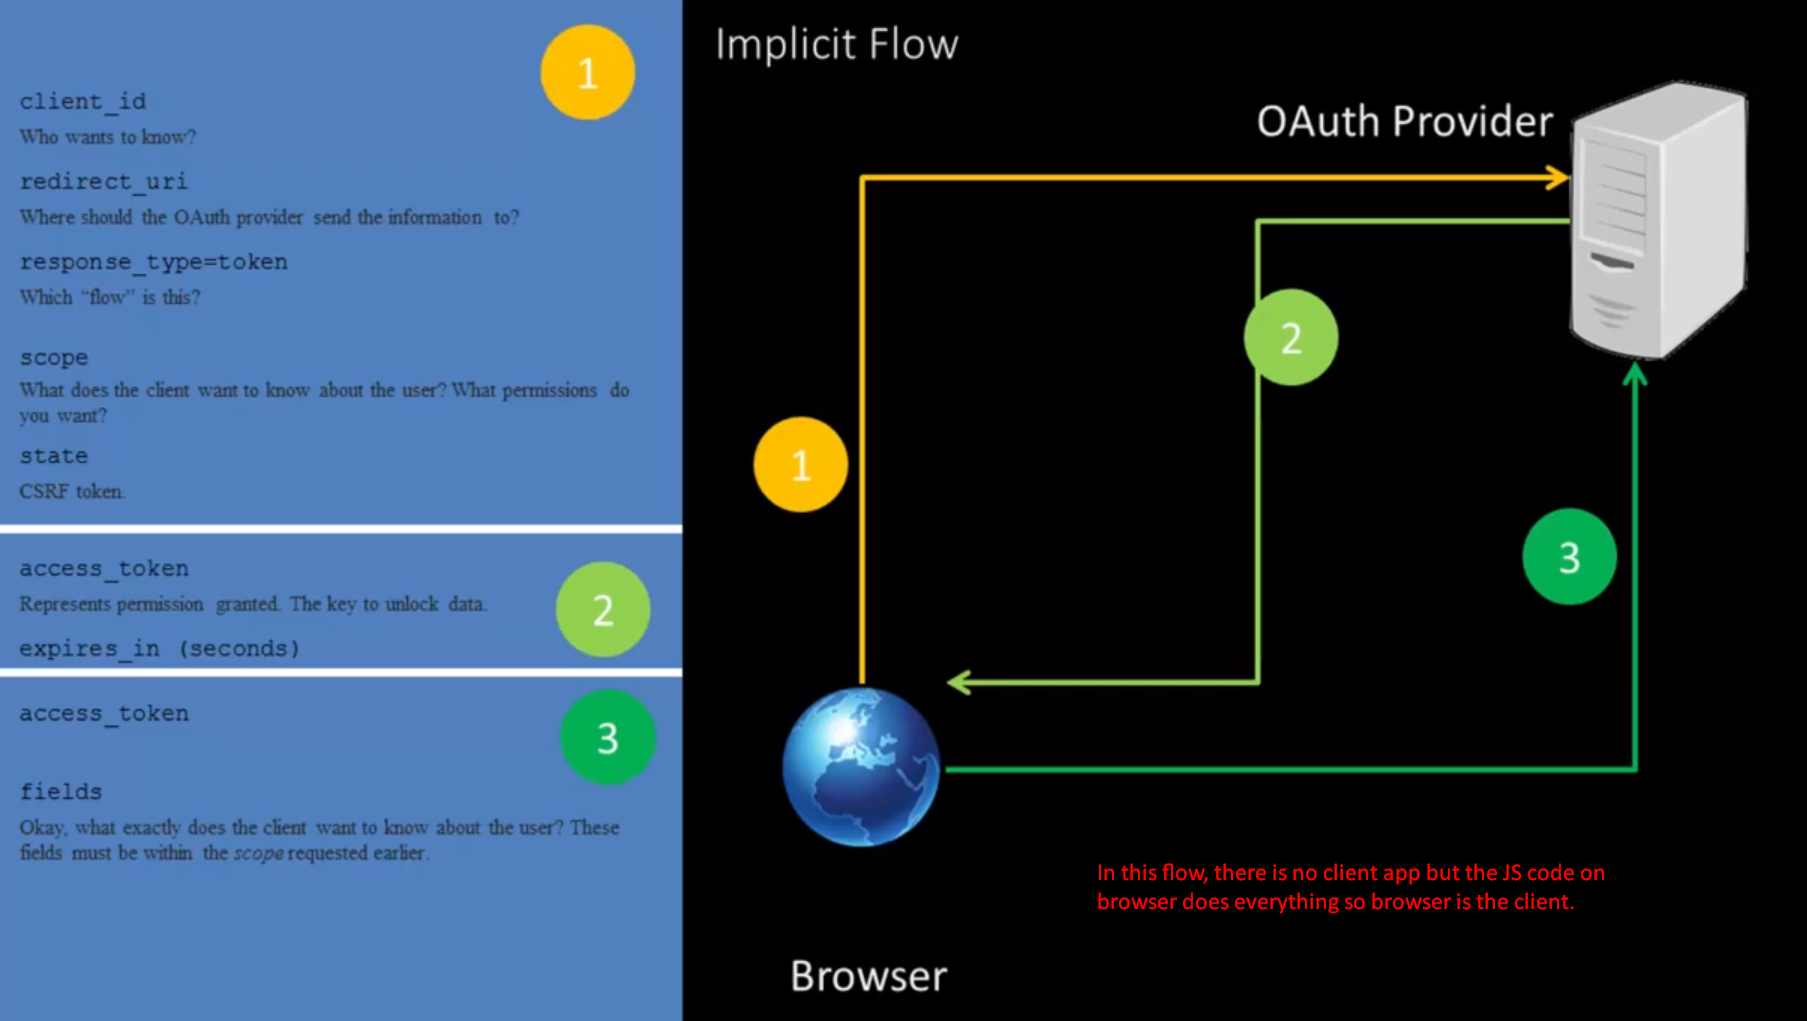 1
client_id
Who wants to know?
redirect_uri
Where should the OAuth provider send the information to?
response_type=token
Which “flow” is this?
scope
What does the client want to know about the user? What permissions do
you want?
state
CSRF token.
access_token
Represents permission granted. The key to unlock data.
2
expires_in (seconds)
access_token
3
fields
Okay, what exactly does the client want to know about the user? These
fields must be within the scope requested earlier.
Implicit Flow
OAuth Provider
2
1
3
In this flow, there is no client app but the JS code on
browser does everything so browser is the client.
Browser